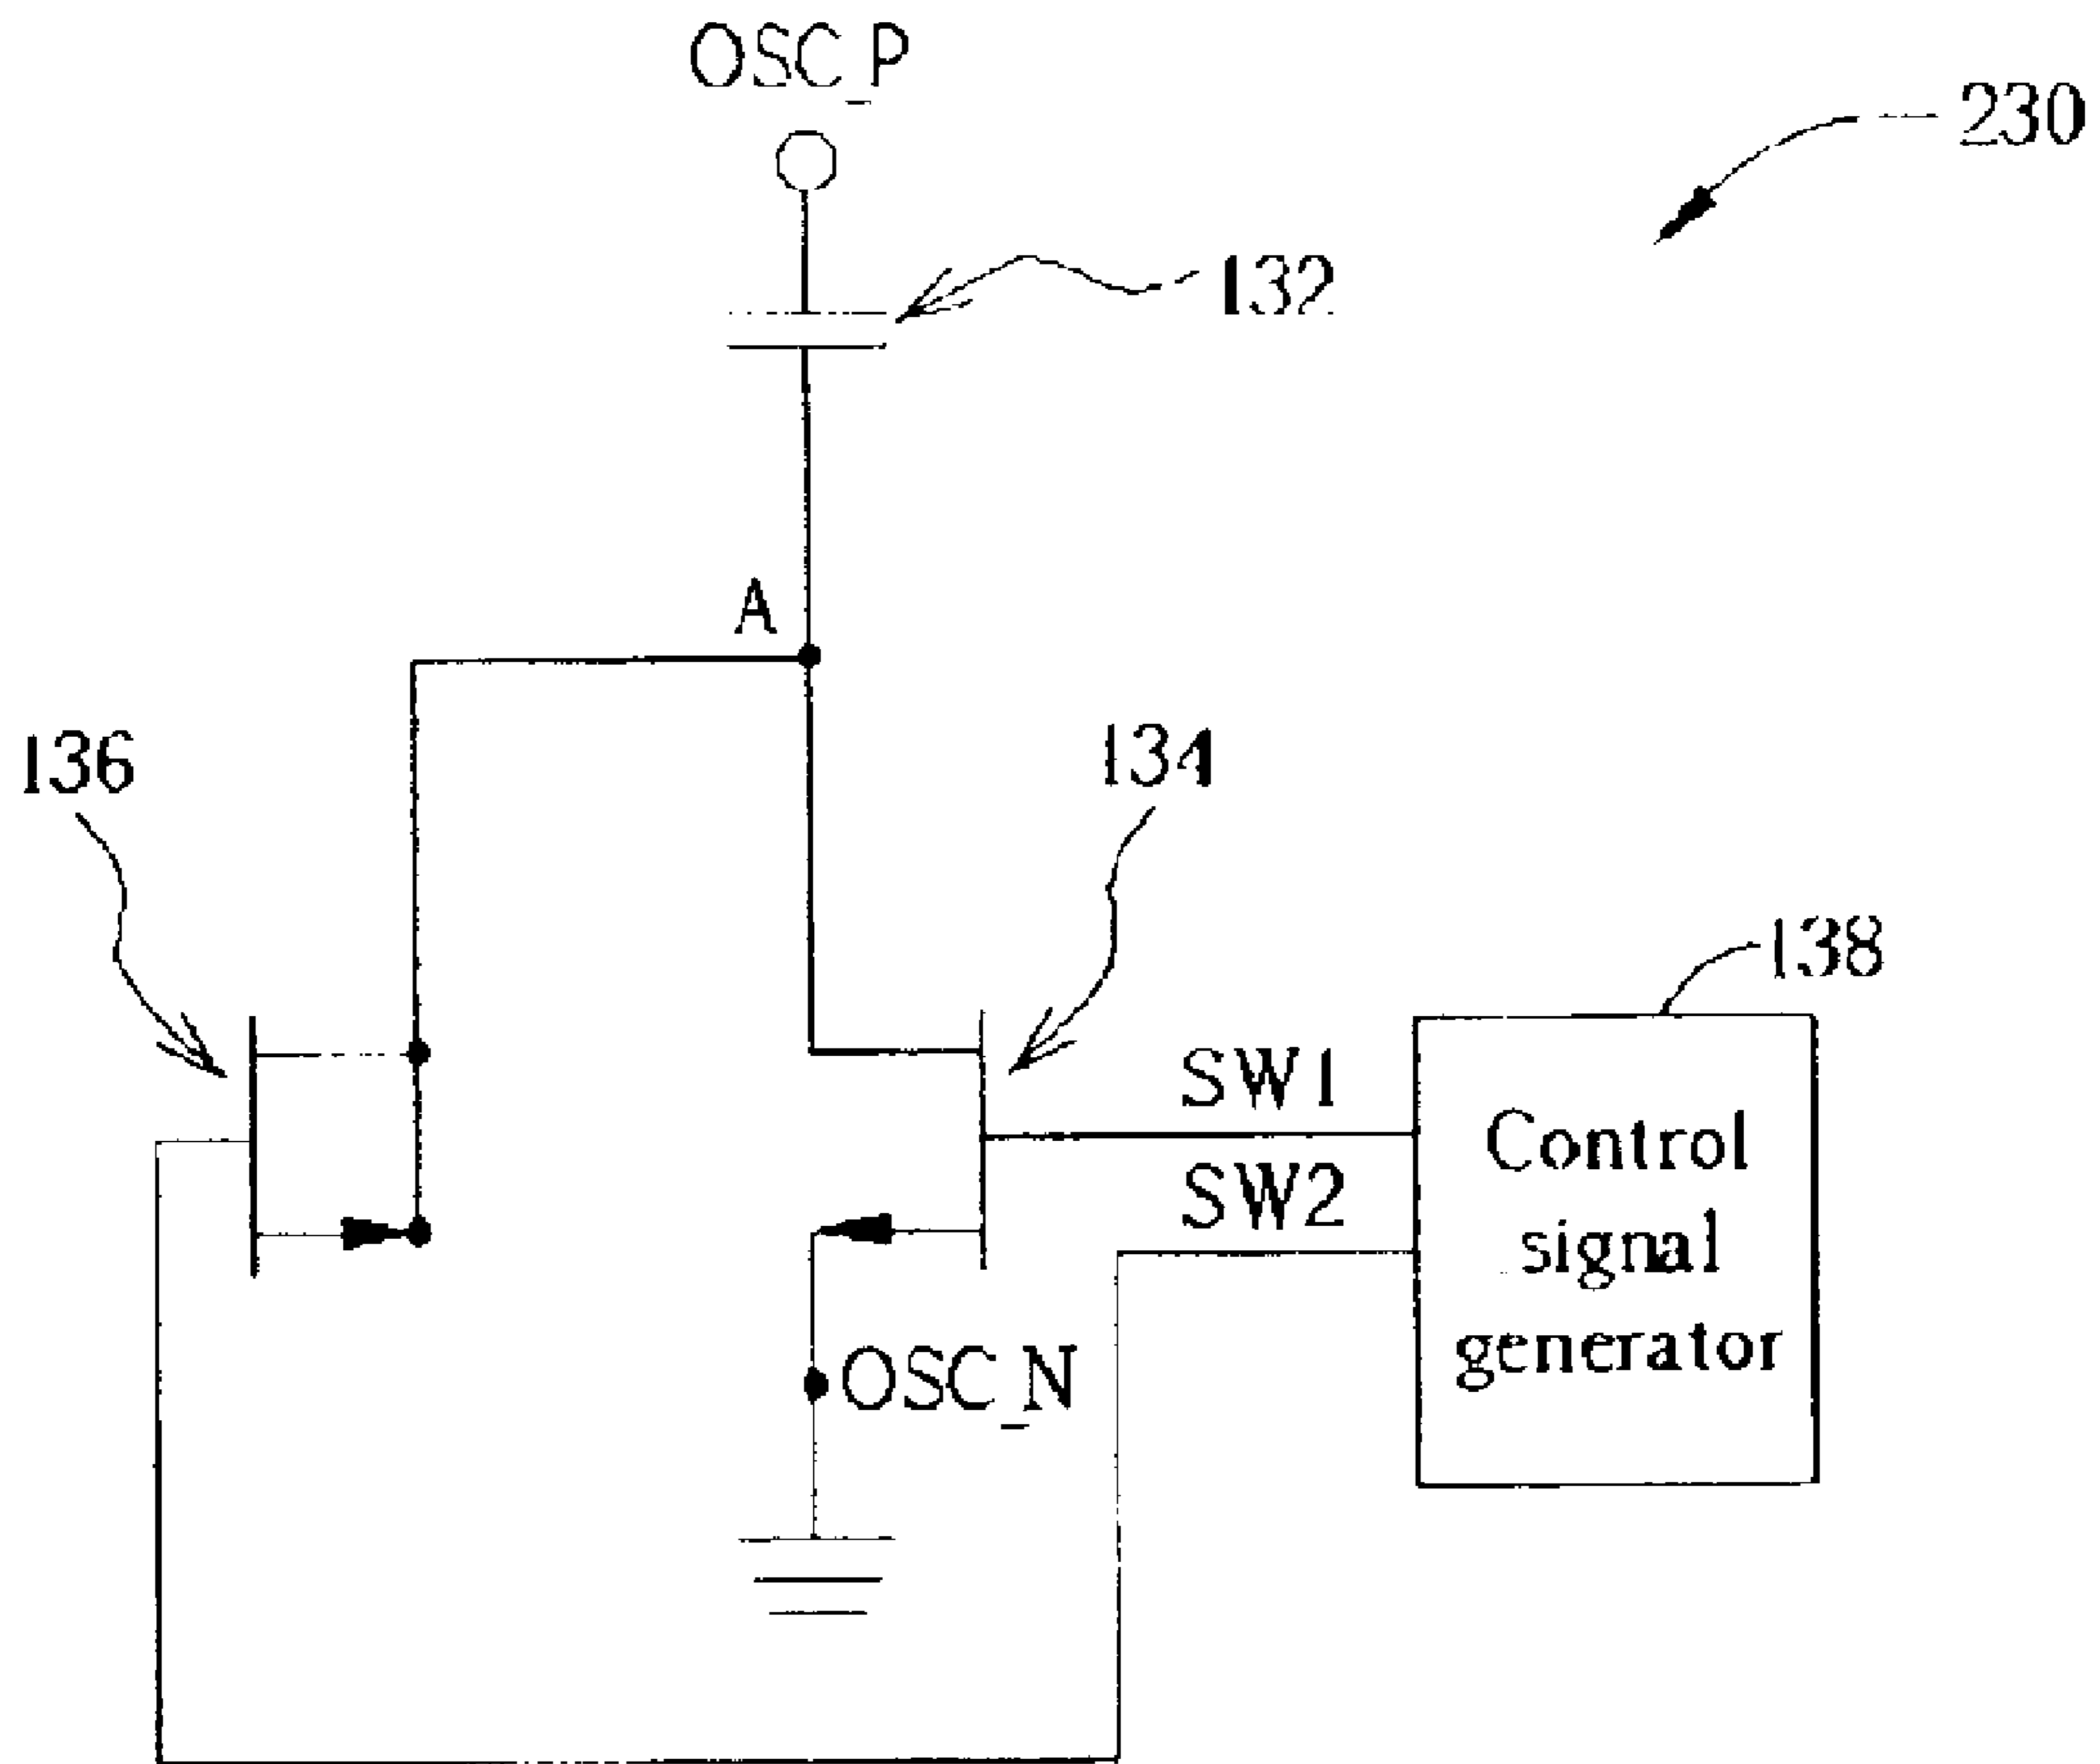 OSC_P
230
132
A
136
134
138
SW1
SW2
Control
signal
generator
OSC_N